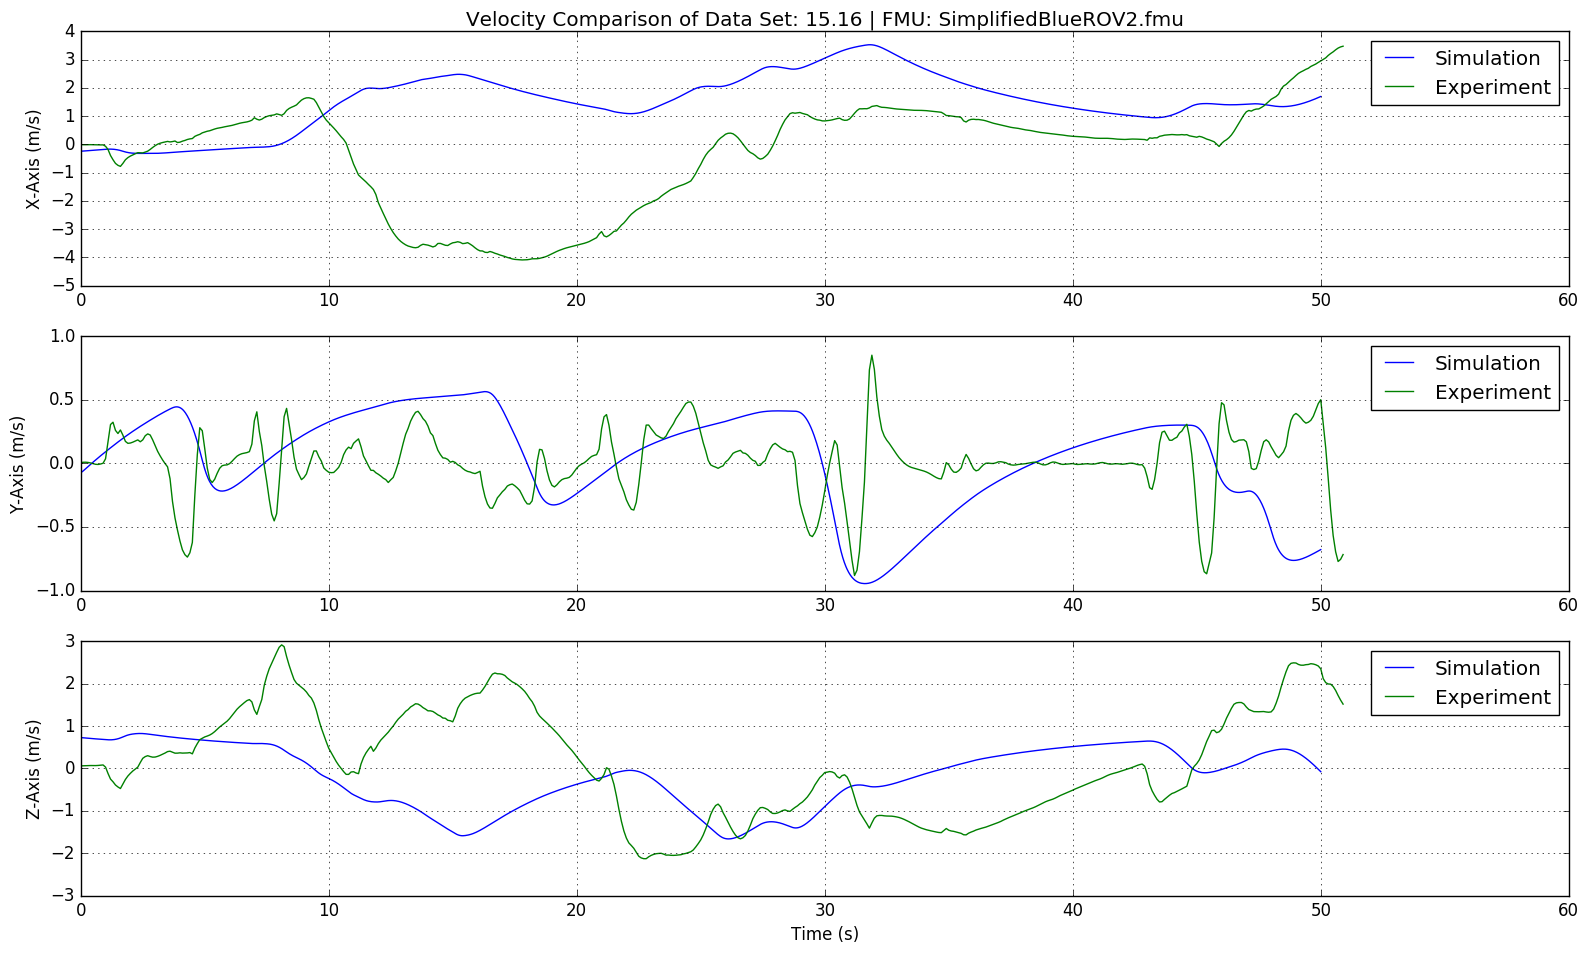 Velocity Comparison of Data Set: 15.16 | FMU: SimplifiedBlueROV2.fmu
X-Axis (m/s)
4
3
2
1
0
−1
−2
−3
−4
−5
0 10 20 30 40 50 60
Simulation
Experiment
Y-Axis (m/s)
1.0
0.5
0.0
−0.5
−1.0
0 10 20 30 40 50 60
Simulation
Experiment
Z-Axis (m/s)
3
2
1
0
−1
−2
−3
0 10 20 30 40 50 60
Simulation
Experiment
Time (s)